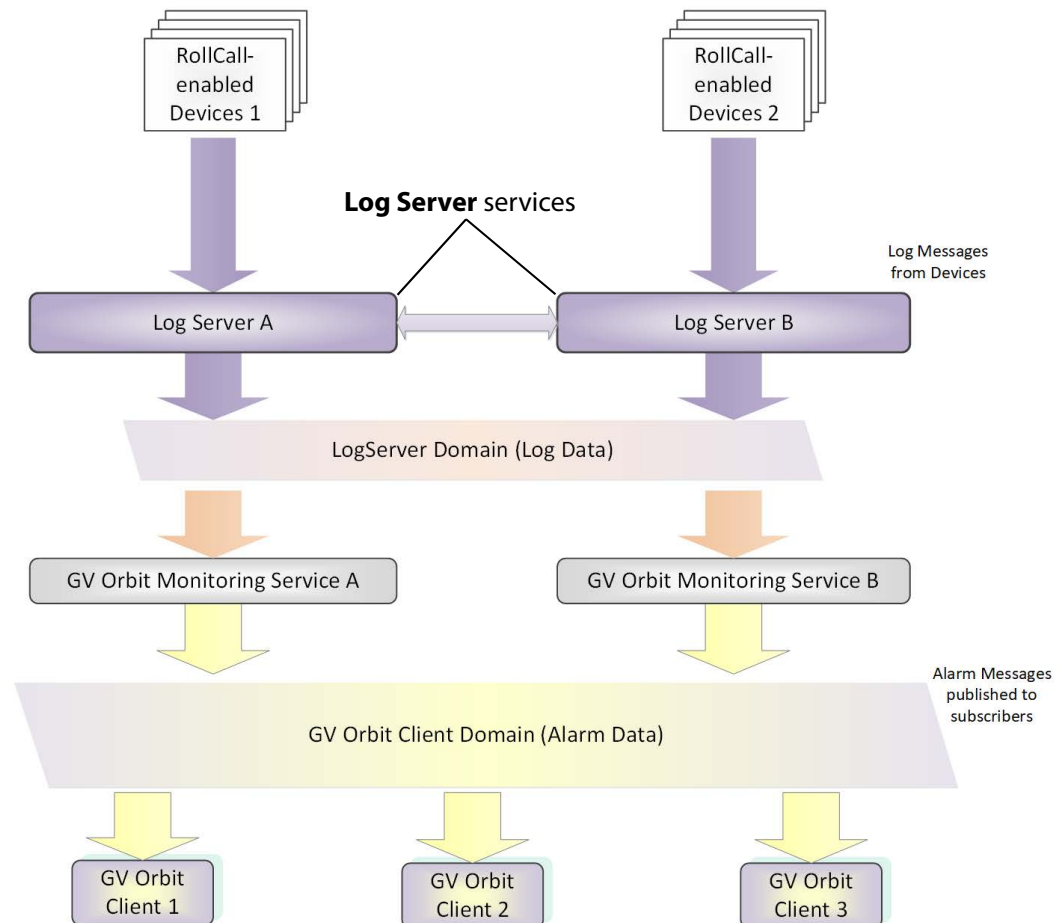 RollCall-
enabled
Devices 1
RollCall-
enabled
Devices 2
Log Server services
Log Messages
from Devices
Log Server A
Log Server B
LogServer Domain (Log Data)
GV Orbit Monitoring Service A
GV Orbit Monitoring Service B
Alarm Messages
published to
subscribers
GV Orbit Client Domain (Alarm Data)
GV Orbit
Client 1
GV Orbit
Client 2
GV Orbit
Client 3